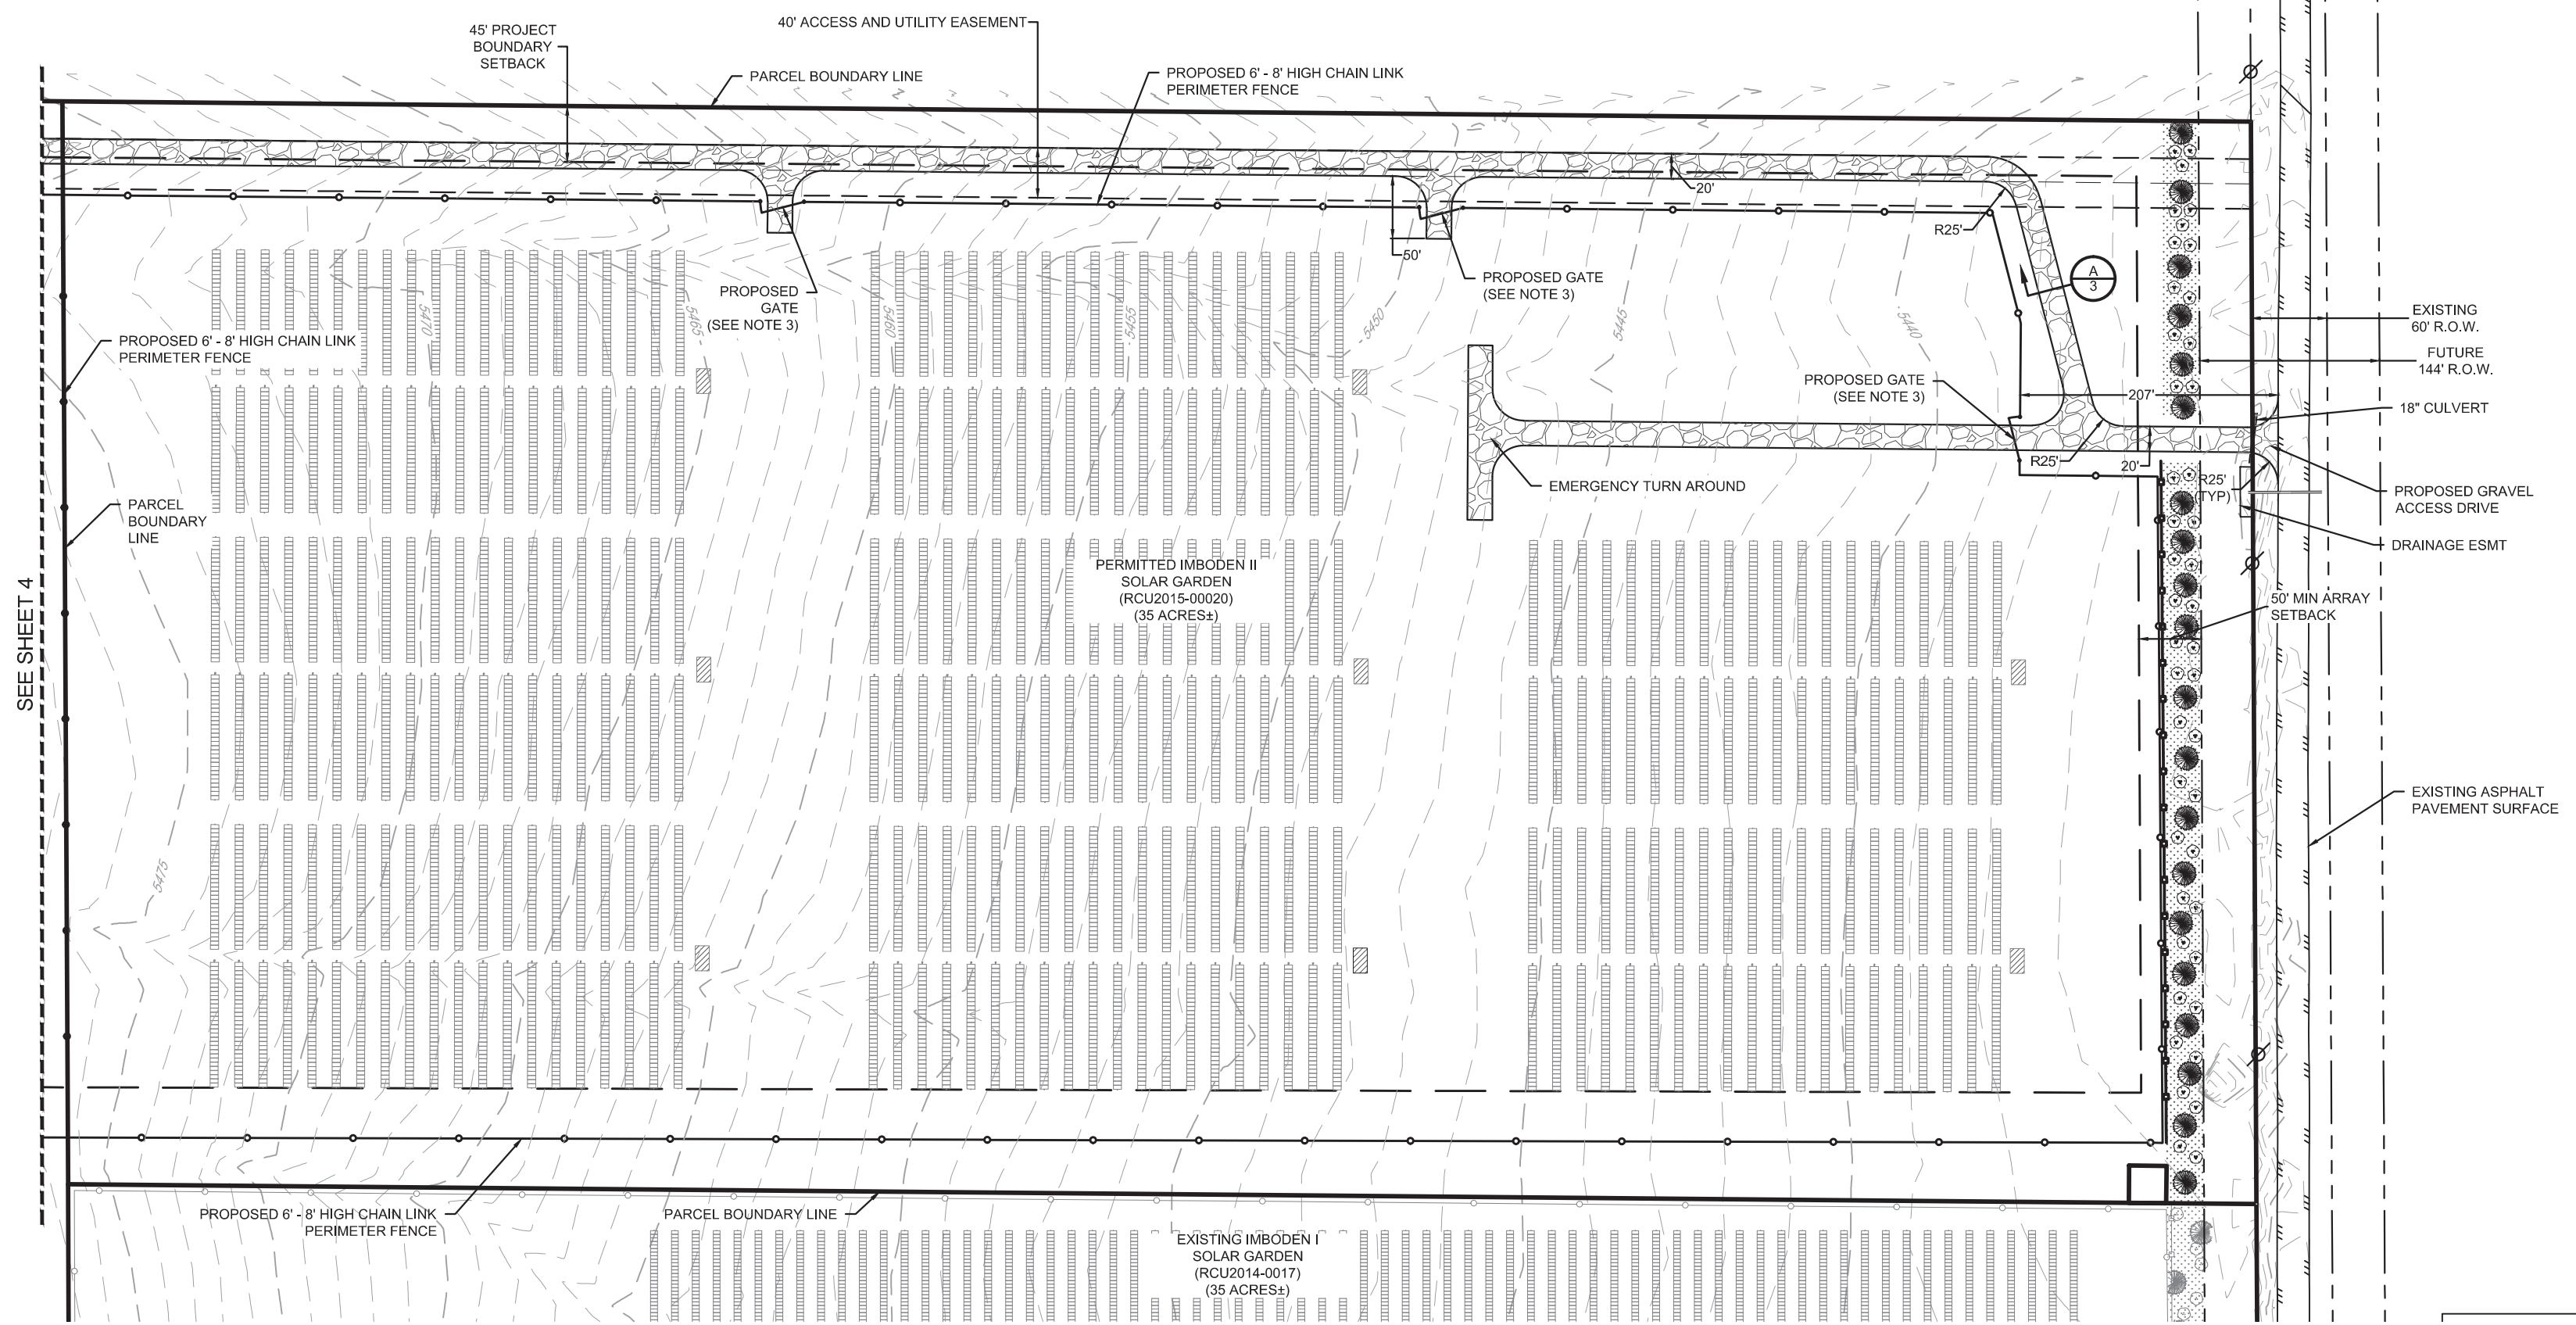 45' PROJECT
BOUNDARY
SETBACK
40' ACCESS AND UTILITY EASEMENT
PARCEL BOUNDARY LINE
PROPOSED 6' - 8' HIGH CHAIN LINK
PERIMETER FENCE
20'
R25'
50'
PROPOSED
GATE
(SEE NOTE 3)
PROPOSED GATE
(SEE NOTE 3)
A
3
EXISTING
60' R.O.W.
FUTURE
144' R.O.W.
5470
5465
5460
5455
5450
5445
5440
PROPOSED 6' - 8' HIGH CHAIN LINK
PERIMETER FENCE
PROPOSED GATE
(SEE NOTE 3)
207'
18" CULVERT
R25'
20'
R25'
(TYP)
EMERGENCY TURN AROUND
PROPOSED GRAVEL
ACCESS DRIVE
PARCEL
BOUNDARY
LINE
DRAINAGE ESMT
SEE SHEET 4
PERMITTED IMBODEN II
SOLAR GARDEN
(RCU2015-00020)
(35 ACRES±)
50' MIN ARRAY
SETBACK
EXISTING ASPHALT
PAVEMENT SURFACE
5475
PROPOSED 6' - 8' HIGH CHAIN LINK
PERIMETER FENCE
PARCEL BOUNDARY LINE
EXISTING IMBODEN I
SOLAR GARDEN
(RCU2014-0017)
(35 ACRES±)